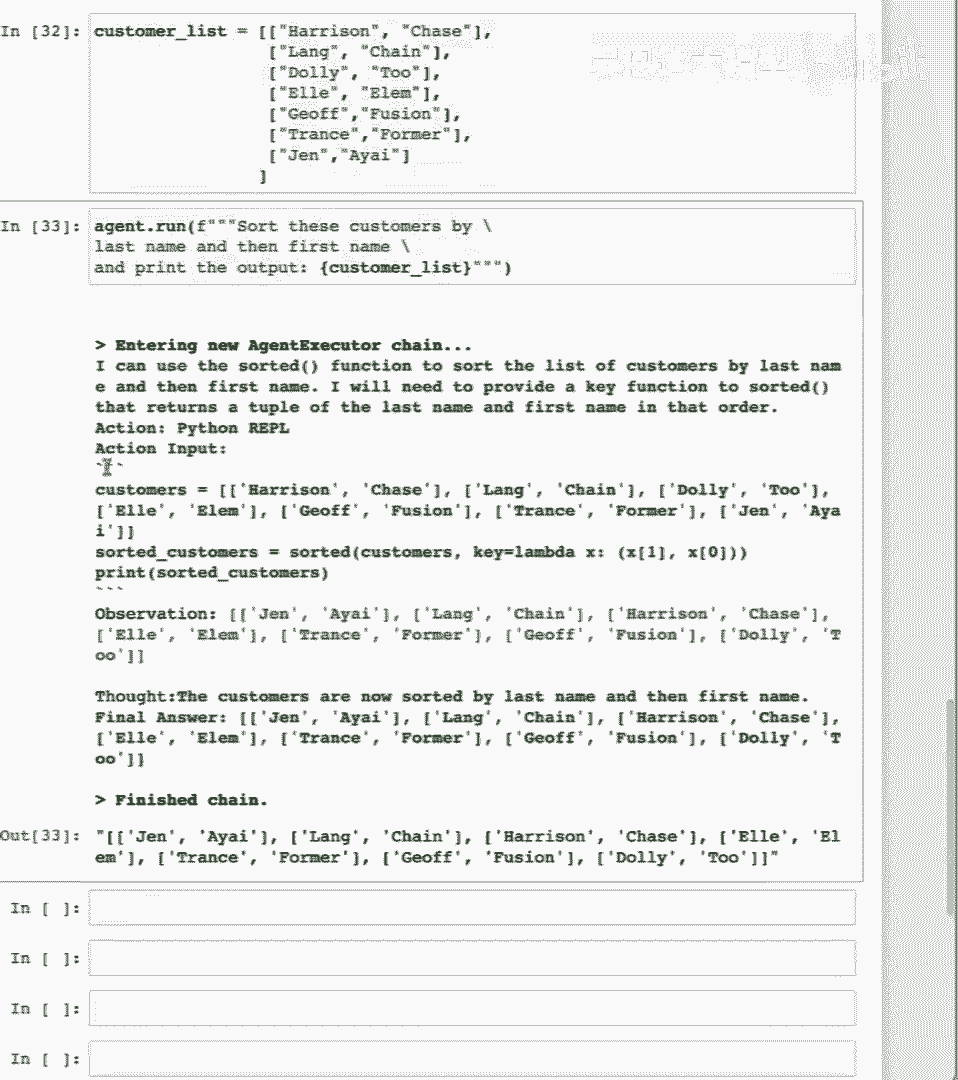 In [32]: customer_list = [["Harrison", "Chase"],
["Lang", "Chain"],
["Dolly", "Too"],
["Elle", "Elem"],
["Geoff","Fusion"],
["Trance","Former"],
["Jen","Ayai"]
]
In [33]: agent.run(f"""Sort these customers by \
last name and then first name \
and print the output: {customer_list}""")
> Entering new AgentExecutor chain...
I can use the sorted() function to sort the list of customers by last nam
e and then first name. I will need to provide a key function to sorted()
that returns a tuple of the last name and first name in that order.
Action: Python REPL
Action Input:
```
customers = [['Harrison', 'Chase'], ['Lang', 'Chain'], ['Dolly', 'Too'],
['Elle', 'Elem'], ['Geoff', 'Fusion'], ['Trance', 'Former'], ['Jen', 'Aya
i']]
sorted_customers = sorted(customers, key=lambda x: (x[1], x[0]))
print(sorted_customers)
```
Observation: [['Jen', 'Ayai'], ['Lang', 'Chain'], ['Harrison', 'Chase'],
['Elle', 'Elem'], ['Trance', 'Former'], ['Geoff', 'Fusion'], ['Dolly', 'T
oo']]
Thought:The customers are now sorted by last name and then first name.
Final Answer: [['Jen', 'Ayai'], ['Lang', 'Chain'], ['Harrison', 'Chase'],
['Elle', 'Elem'], ['Trance', 'Former'], ['Geoff', 'Fusion'], ['Dolly', 'T
oo']]
> Finished chain.
Out[33]: "[['Jen', 'Ayai'], ['Lang', 'Chain'], ['Harrison', 'Chase'], ['Elle', 'El
em'], ['Trance', 'Former'], ['Geoff', 'Fusion'], ['Dolly', 'Too']]"
In [ ]:
In [ ]:
In [ ]:
In [ ]: